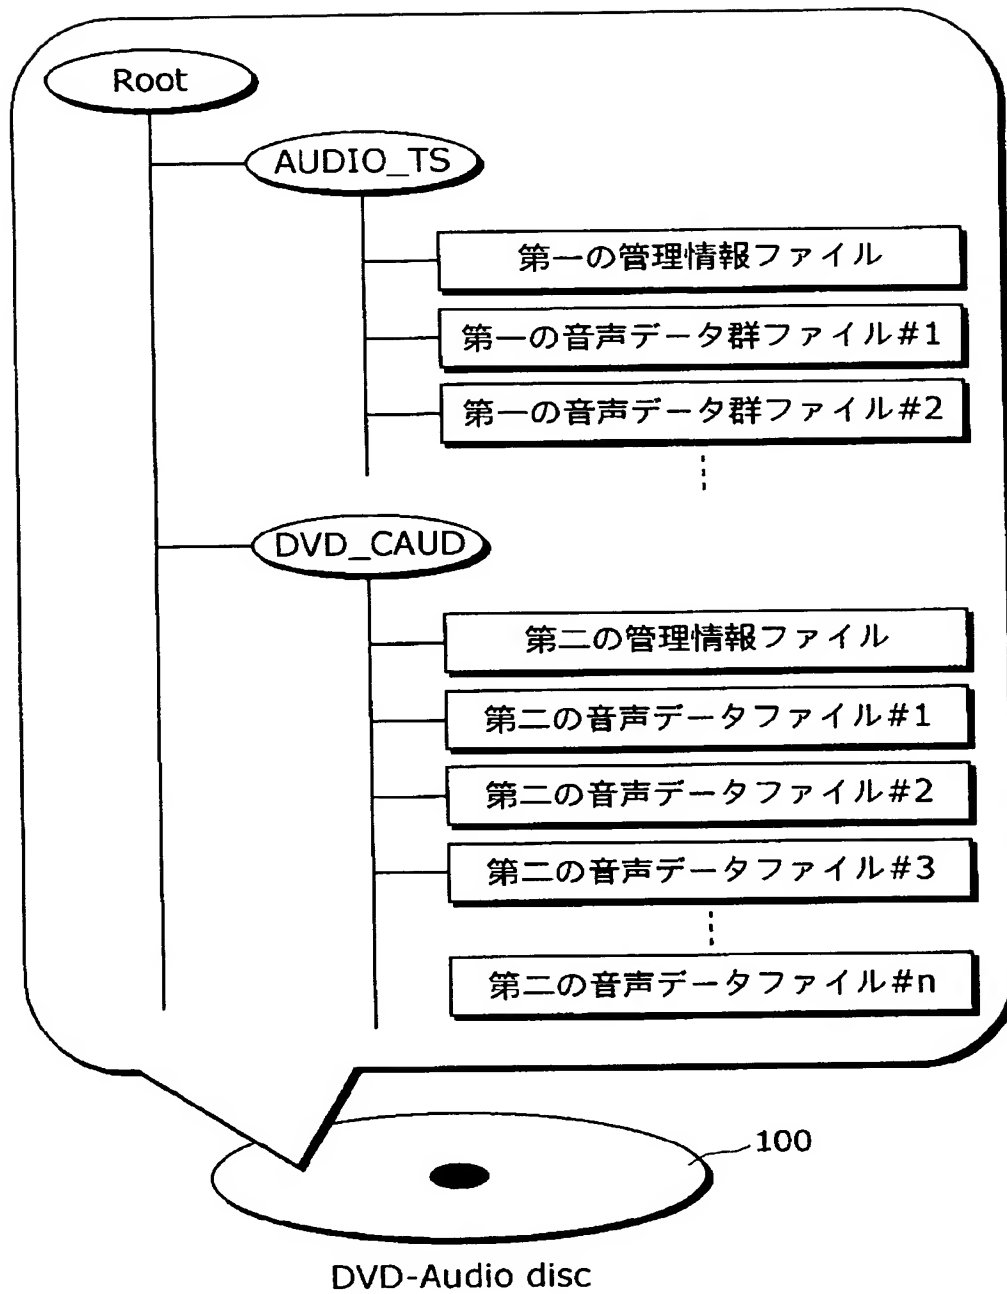 Root
AUDIO_TS
第一の管理情報ファイル
第一の音声データ群ファイル#1
第一の音声データ群ファイル#2
DVD_CAUD
第二の管理情報ファイル
第二の音声データファイル#1
第二の音声データファイル#2
第二の音声データファイル#3
第二の音声データファイル#n
100
DVD-Audio disc